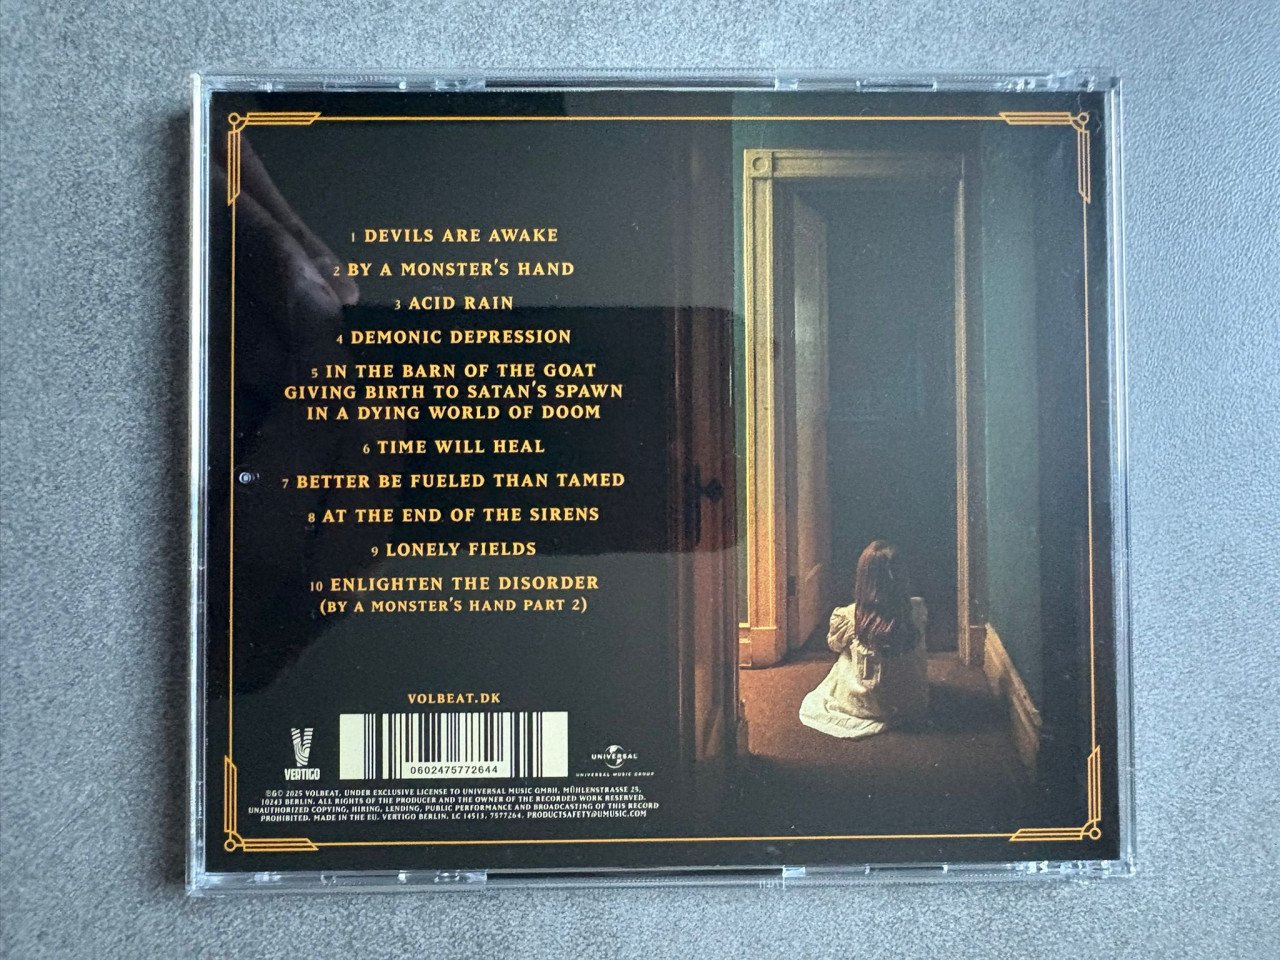 1 DEVILS ARE AWAKE
2 BY A MONSTER'S HAND
3 ACID RAIN
4 DEMONIC DEPRESSION
5 IN THE BARN OF THE GOAT
GIVING BIRTH TO SATAN'S SPAWN
IN A DYING WORLD OF DOOM
6 TIME WILL HEAL
7 BETTER BE FUELED THAN TAMED
8 AT THE END OF THE SIRENS
9 LONELY FIELDS
10 ENLIGHTEN THE DISORDER
(BY A MONSTER'S HAND PART 2)
VOLBEAT.DK
VERTIGO
0602475772644
UNIVERSAL
UNIVERSAL MUSIC GROUP
℗&© 2025 VOLBEAT, UNDER EXCLUSIVE LICENSE TO UNIVERSAL MUSIC GMBH, MÜHLENSTRASSE 25,
10243 BERLIN. ALL RIGHTS OF THE PRODUCER AND THE OWNER OF THE RECORDED WORK RESERVED.
UNAUTHORIZED COPYING, HIRING, LENDING, PUBLIC PERFORMANCE AND BROADCASTING OF THIS RECORD
PROHIBITED. MADE IN THE EU. VERTIGO BERLIN. LC 14513. 7577264. PRODUCTSAFETY@UMUSIC.COM